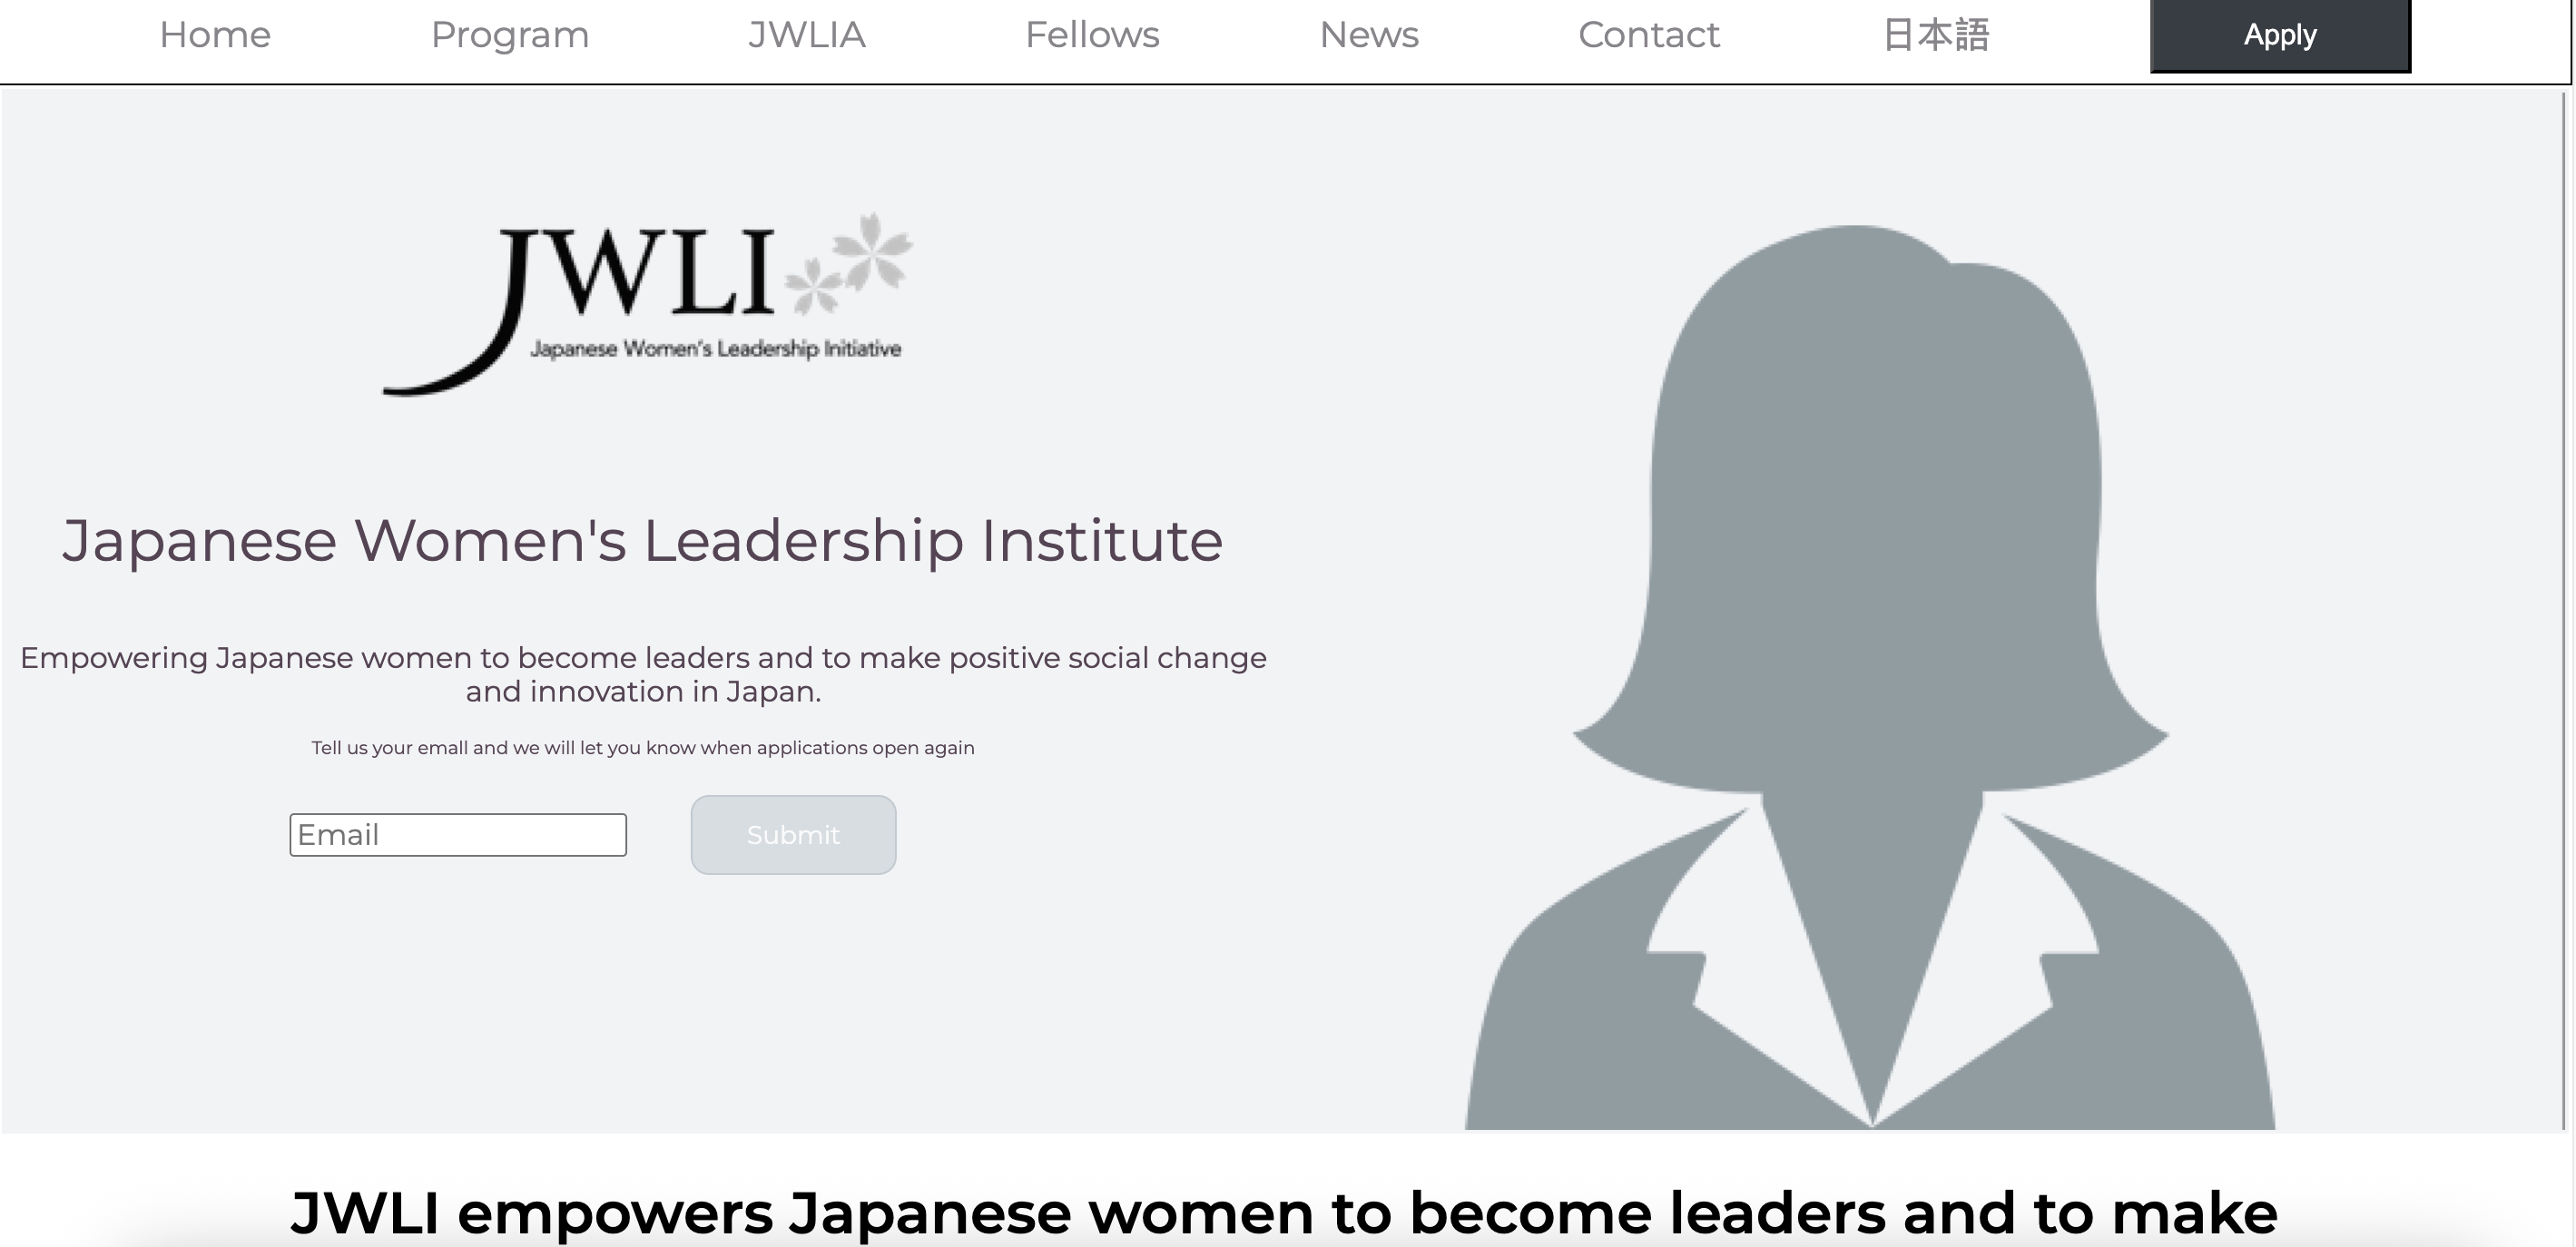 Home Program JWLIA Fellows News Contact 日本語 Apply
JWLI
Japanese Women's Leadership Initiative
Japanese Women's Leadership Institute
Empowering Japanese women to become leaders and to make positive social change
and innovation in Japan.
Tell us your emall and we will let you know when applications open again
Email Submit
JWLI empowers Japanese women to become leaders and to make